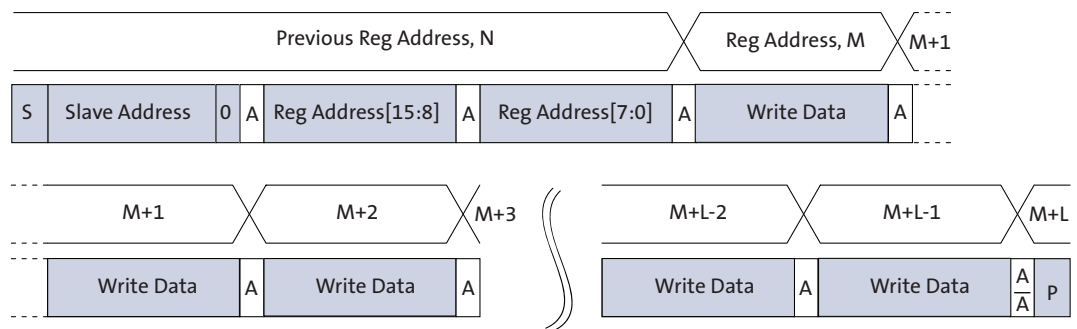 Previous Reg Address, N Reg Address, M M+1
S Slave Address 0 A Reg Address[15:8] A Reg Address[7:0] A Write Data A
M+1 M+2 M+3 M+L-2 M+L-1 M+L
Write Data A Write Data A Write Data A Write Data A A̅ P